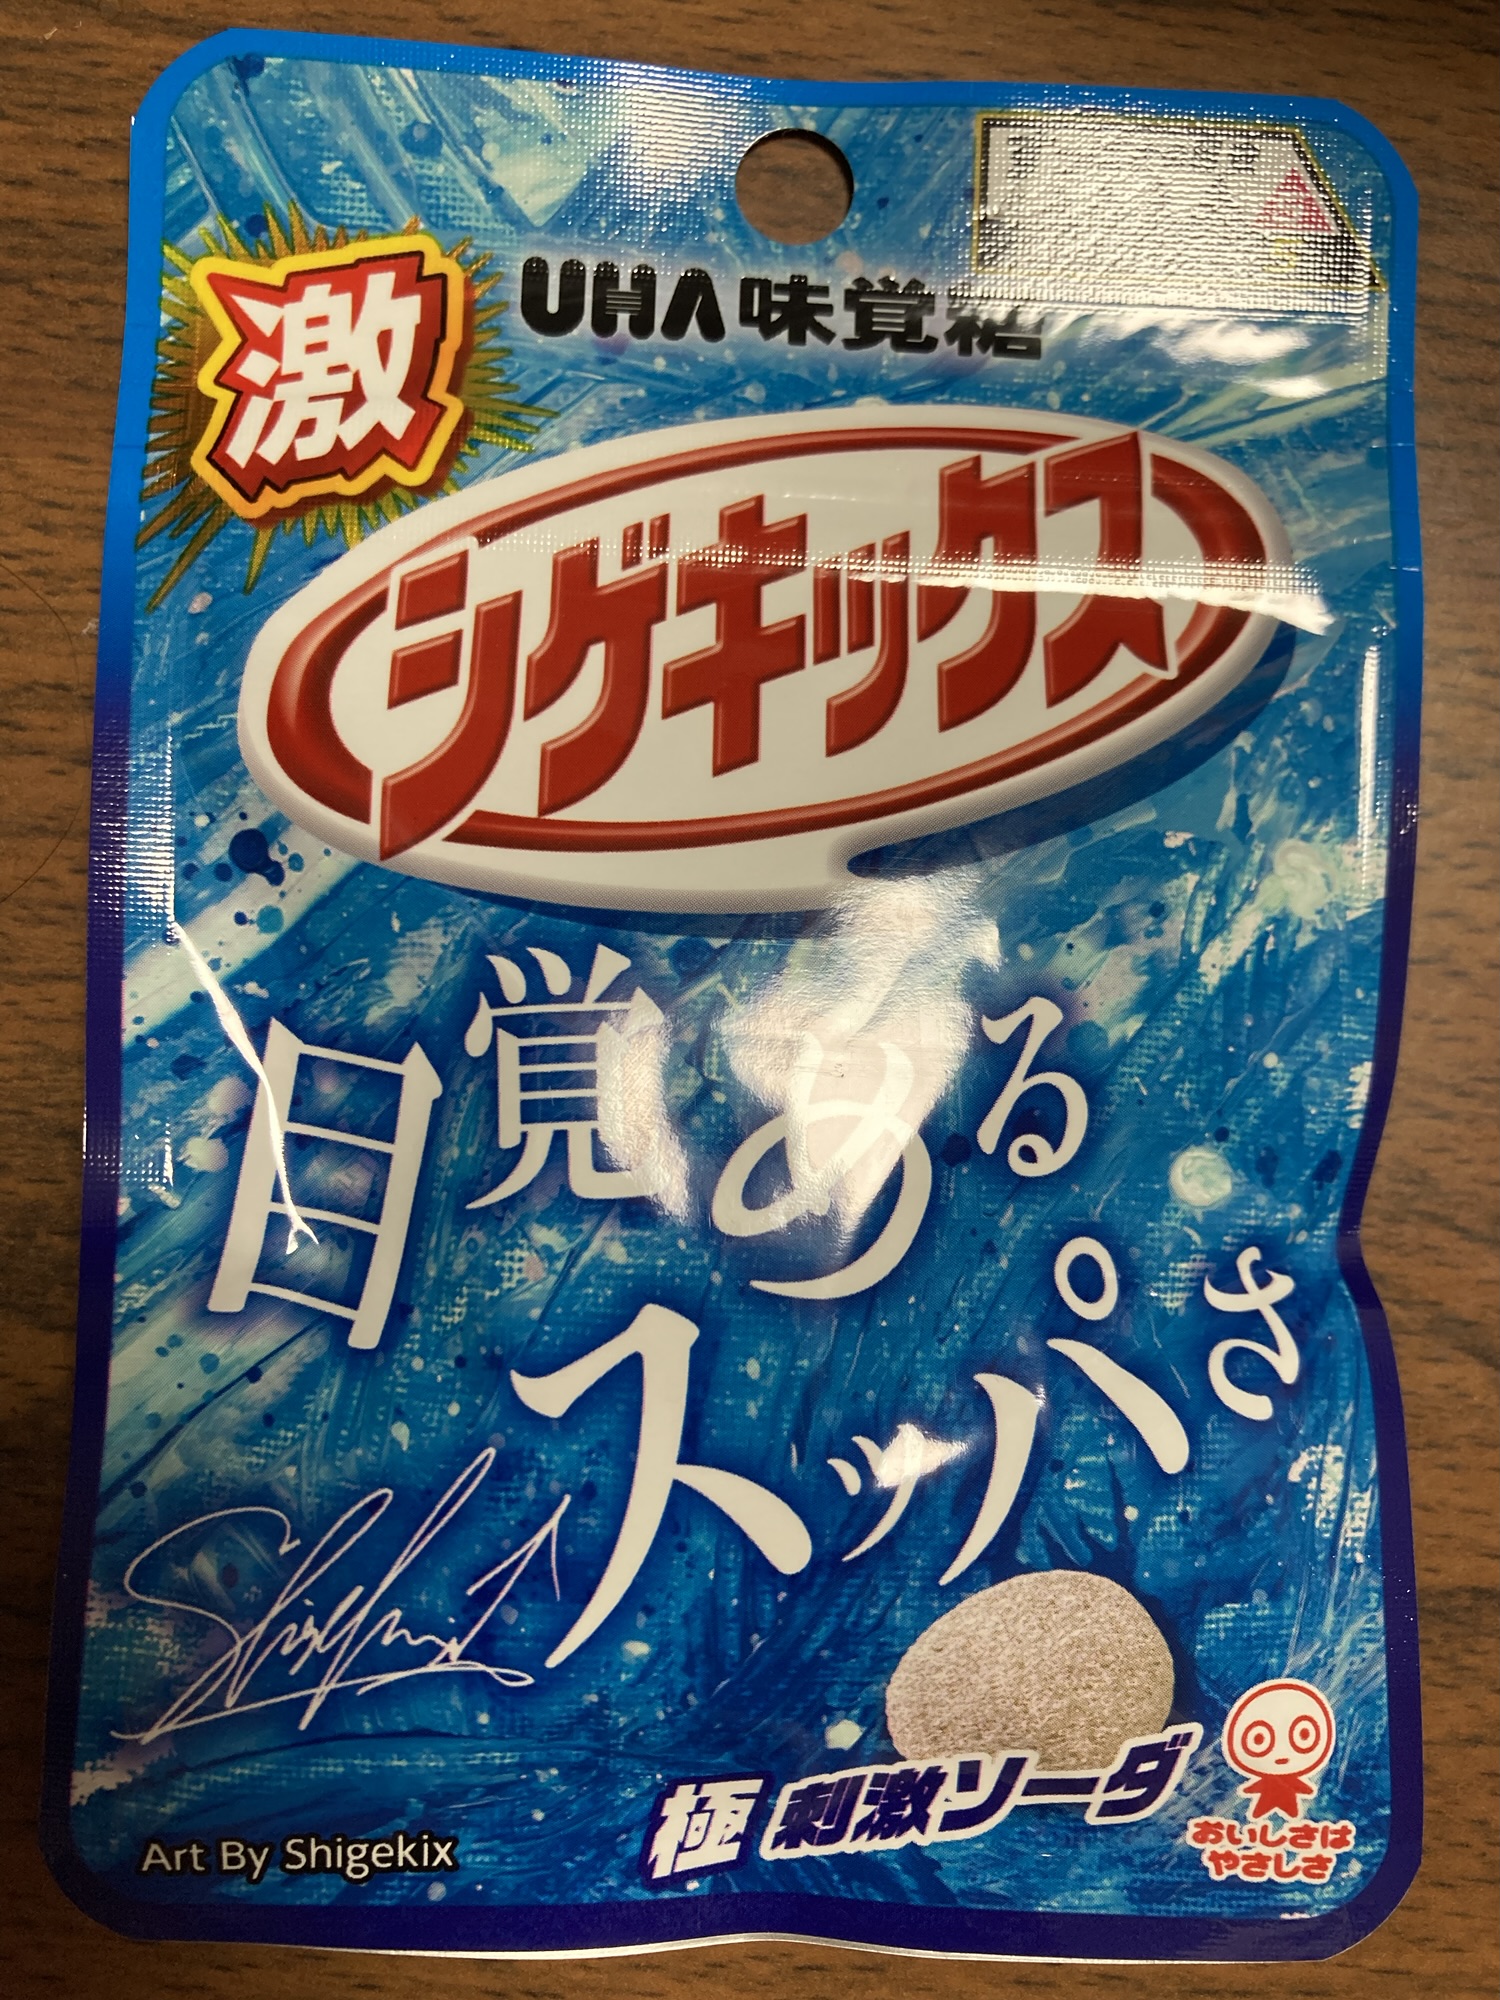 激
UHA味覚糖
シゲキックス
目覚める
スッパさ
Shigekix
Art By Shigekix
極 刺激ソーダ
おいしさは
やさしさ